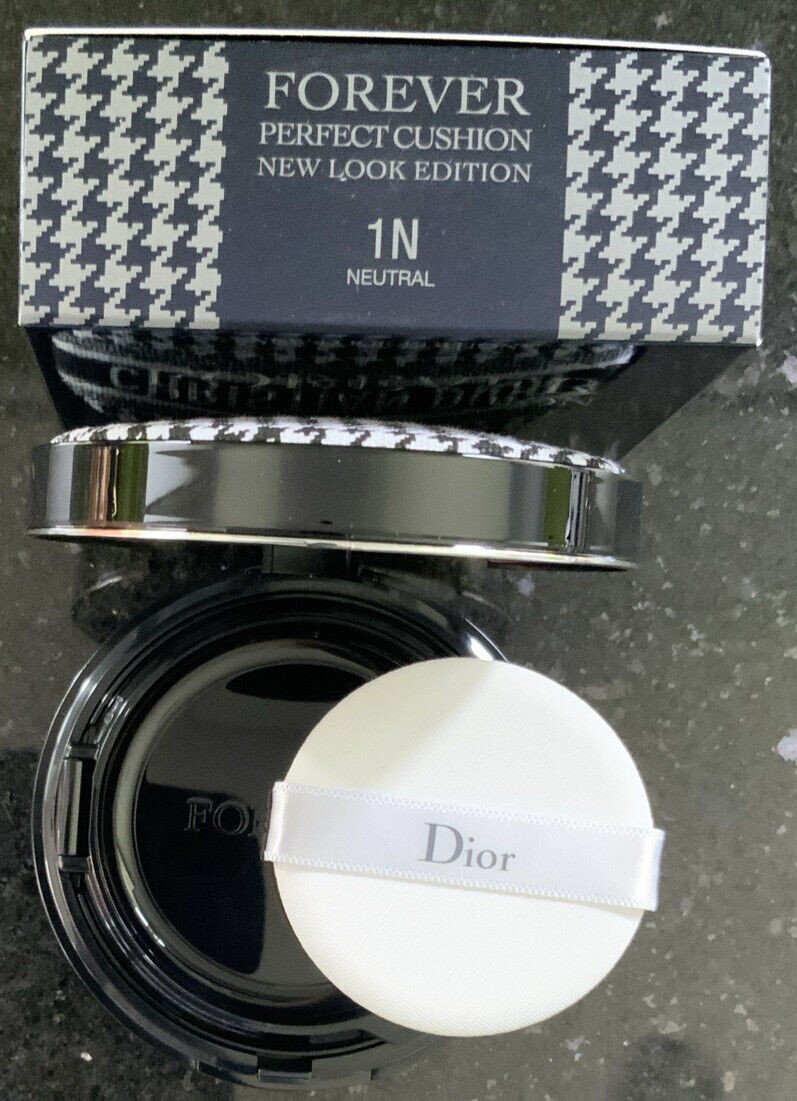 FOREVER
PERFECT CUSHION
NEW LOOK EDITION
1N
NEUTRAL
Dior